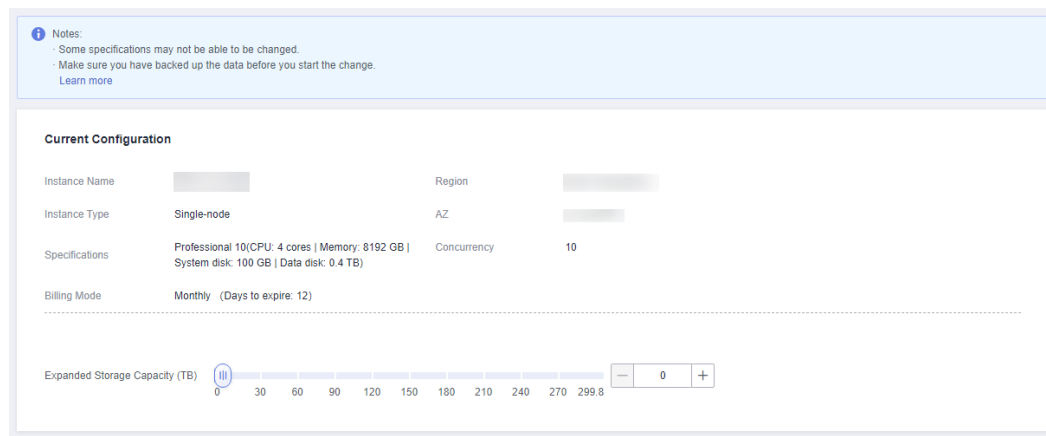 Notes:
· Some specifications may not be able to be changed.
· Make sure you have backed up the data before you start the change.
Learn more
Current Configuration
Instance Name
Region
Instance Type Single-node
AZ
Specifications Professional 10(CPU: 4 cores | Memory: 8192 GB |
System disk: 100 GB | Data disk: 0.4 TB)
Concurrency 10
Billing Mode Monthly (Days to expire: 12)
Expanded Storage Capacity (TB)
0 30 60 90 120 150 180 210 240 270 299.8
— 0 +